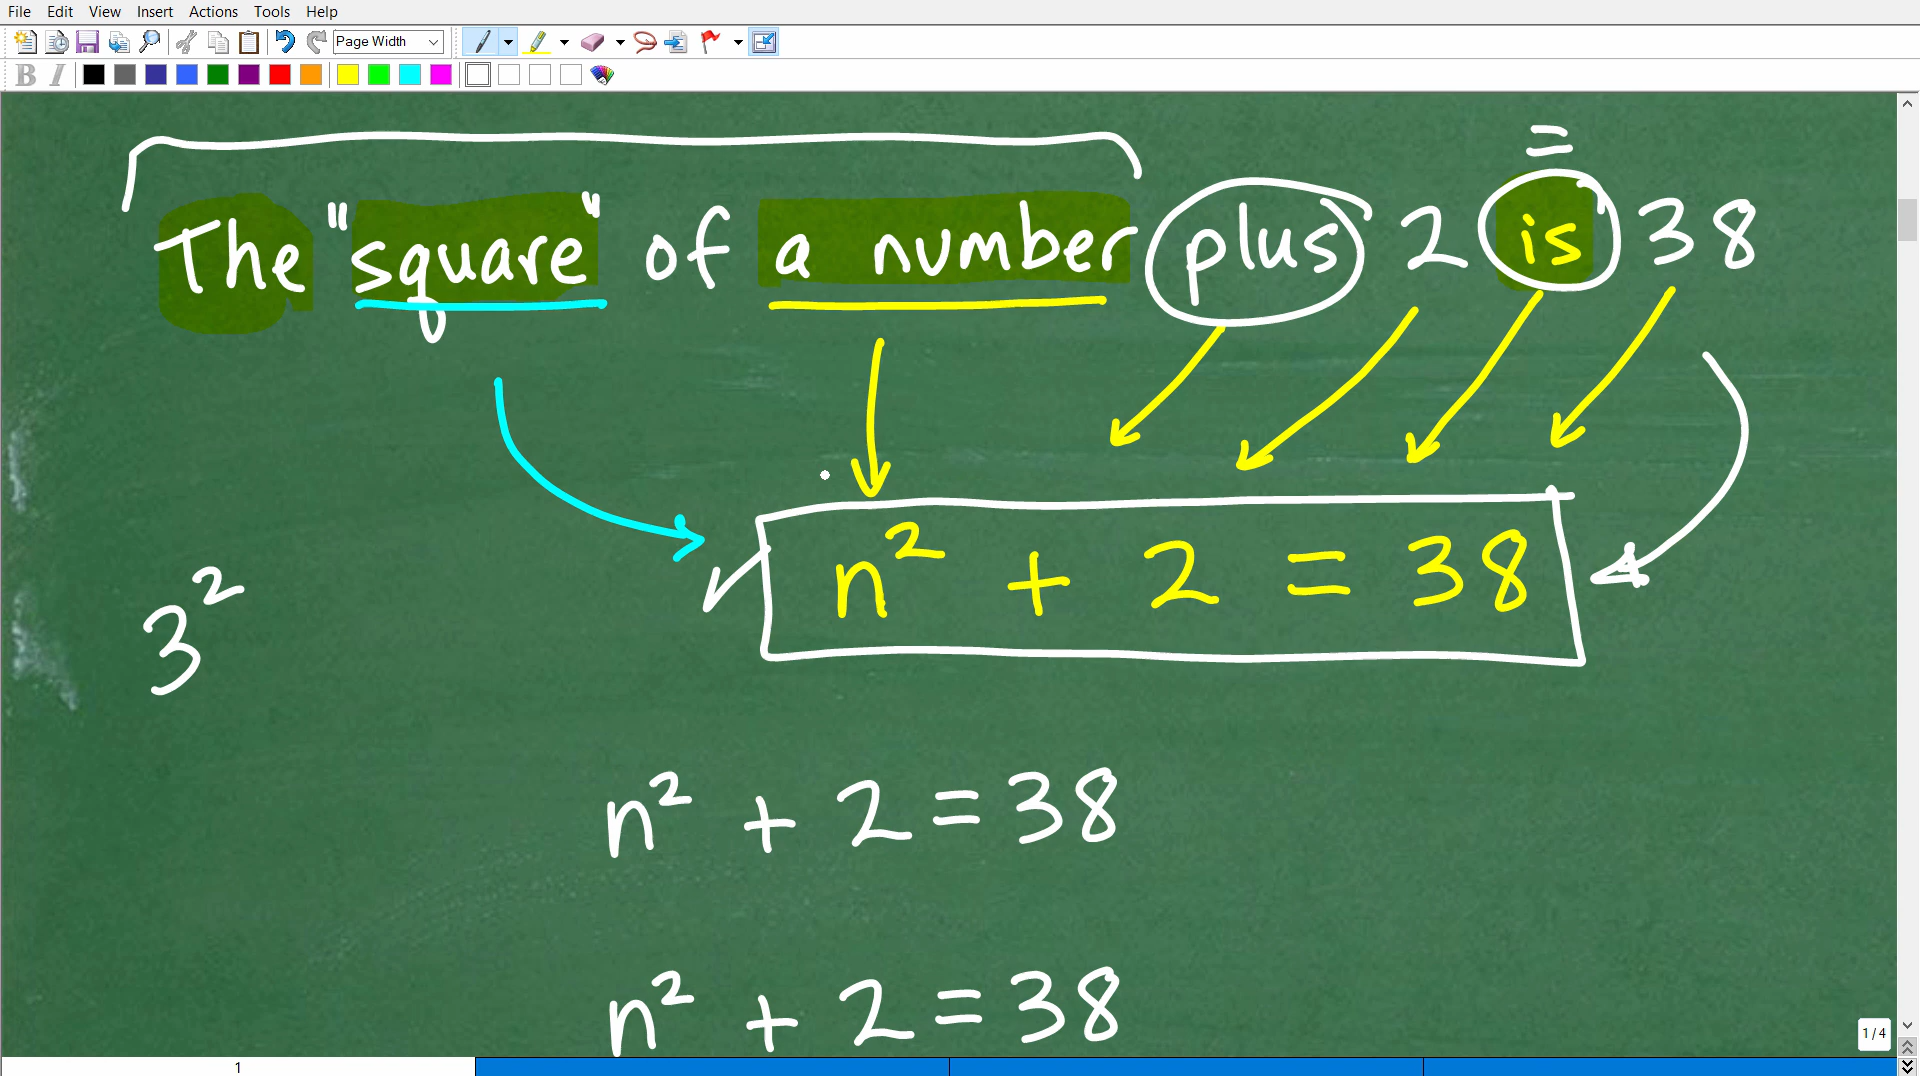 File Edit View Insert Actions Tools Help
Page Width
B I
=
The "square" of a number plus 2 is 38
n² + 2 = 38
3²
n² + 2 = 38
n² + 2 = 38
1 / 4
1